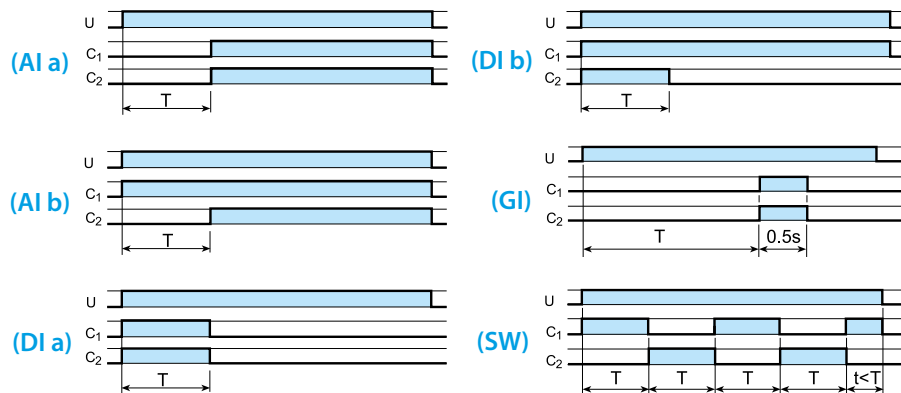 (AI a)
U
C1
C2
T
(AI b)
U
C1
C2
T
(DI a)
U
C1
C2
T
(DI b)
U
C1
C2
T
(GI)
U
C1
C2
T 0.5s
(SW)
U
C1
C2
T T T T t<T